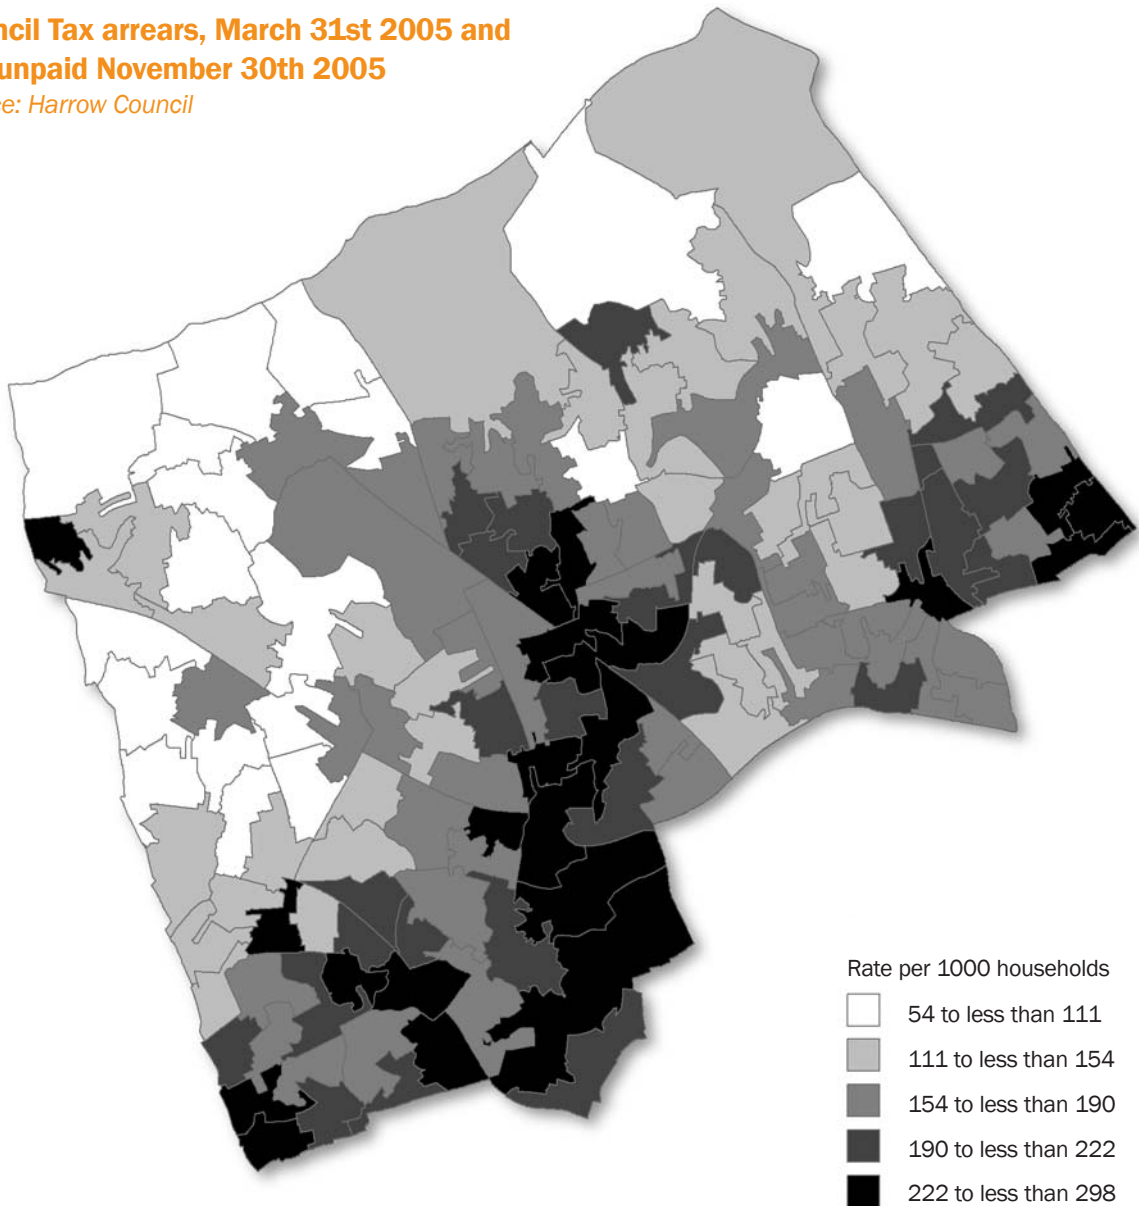 ncil Tax arrears, March 31st 2005 and
unpaid November 30th 2005
ce: Harrow Council
Rate per 1000 households
54 to less than 111
111 to less than 154
154 to less than 190
190 to less than 222
222 to less than 298